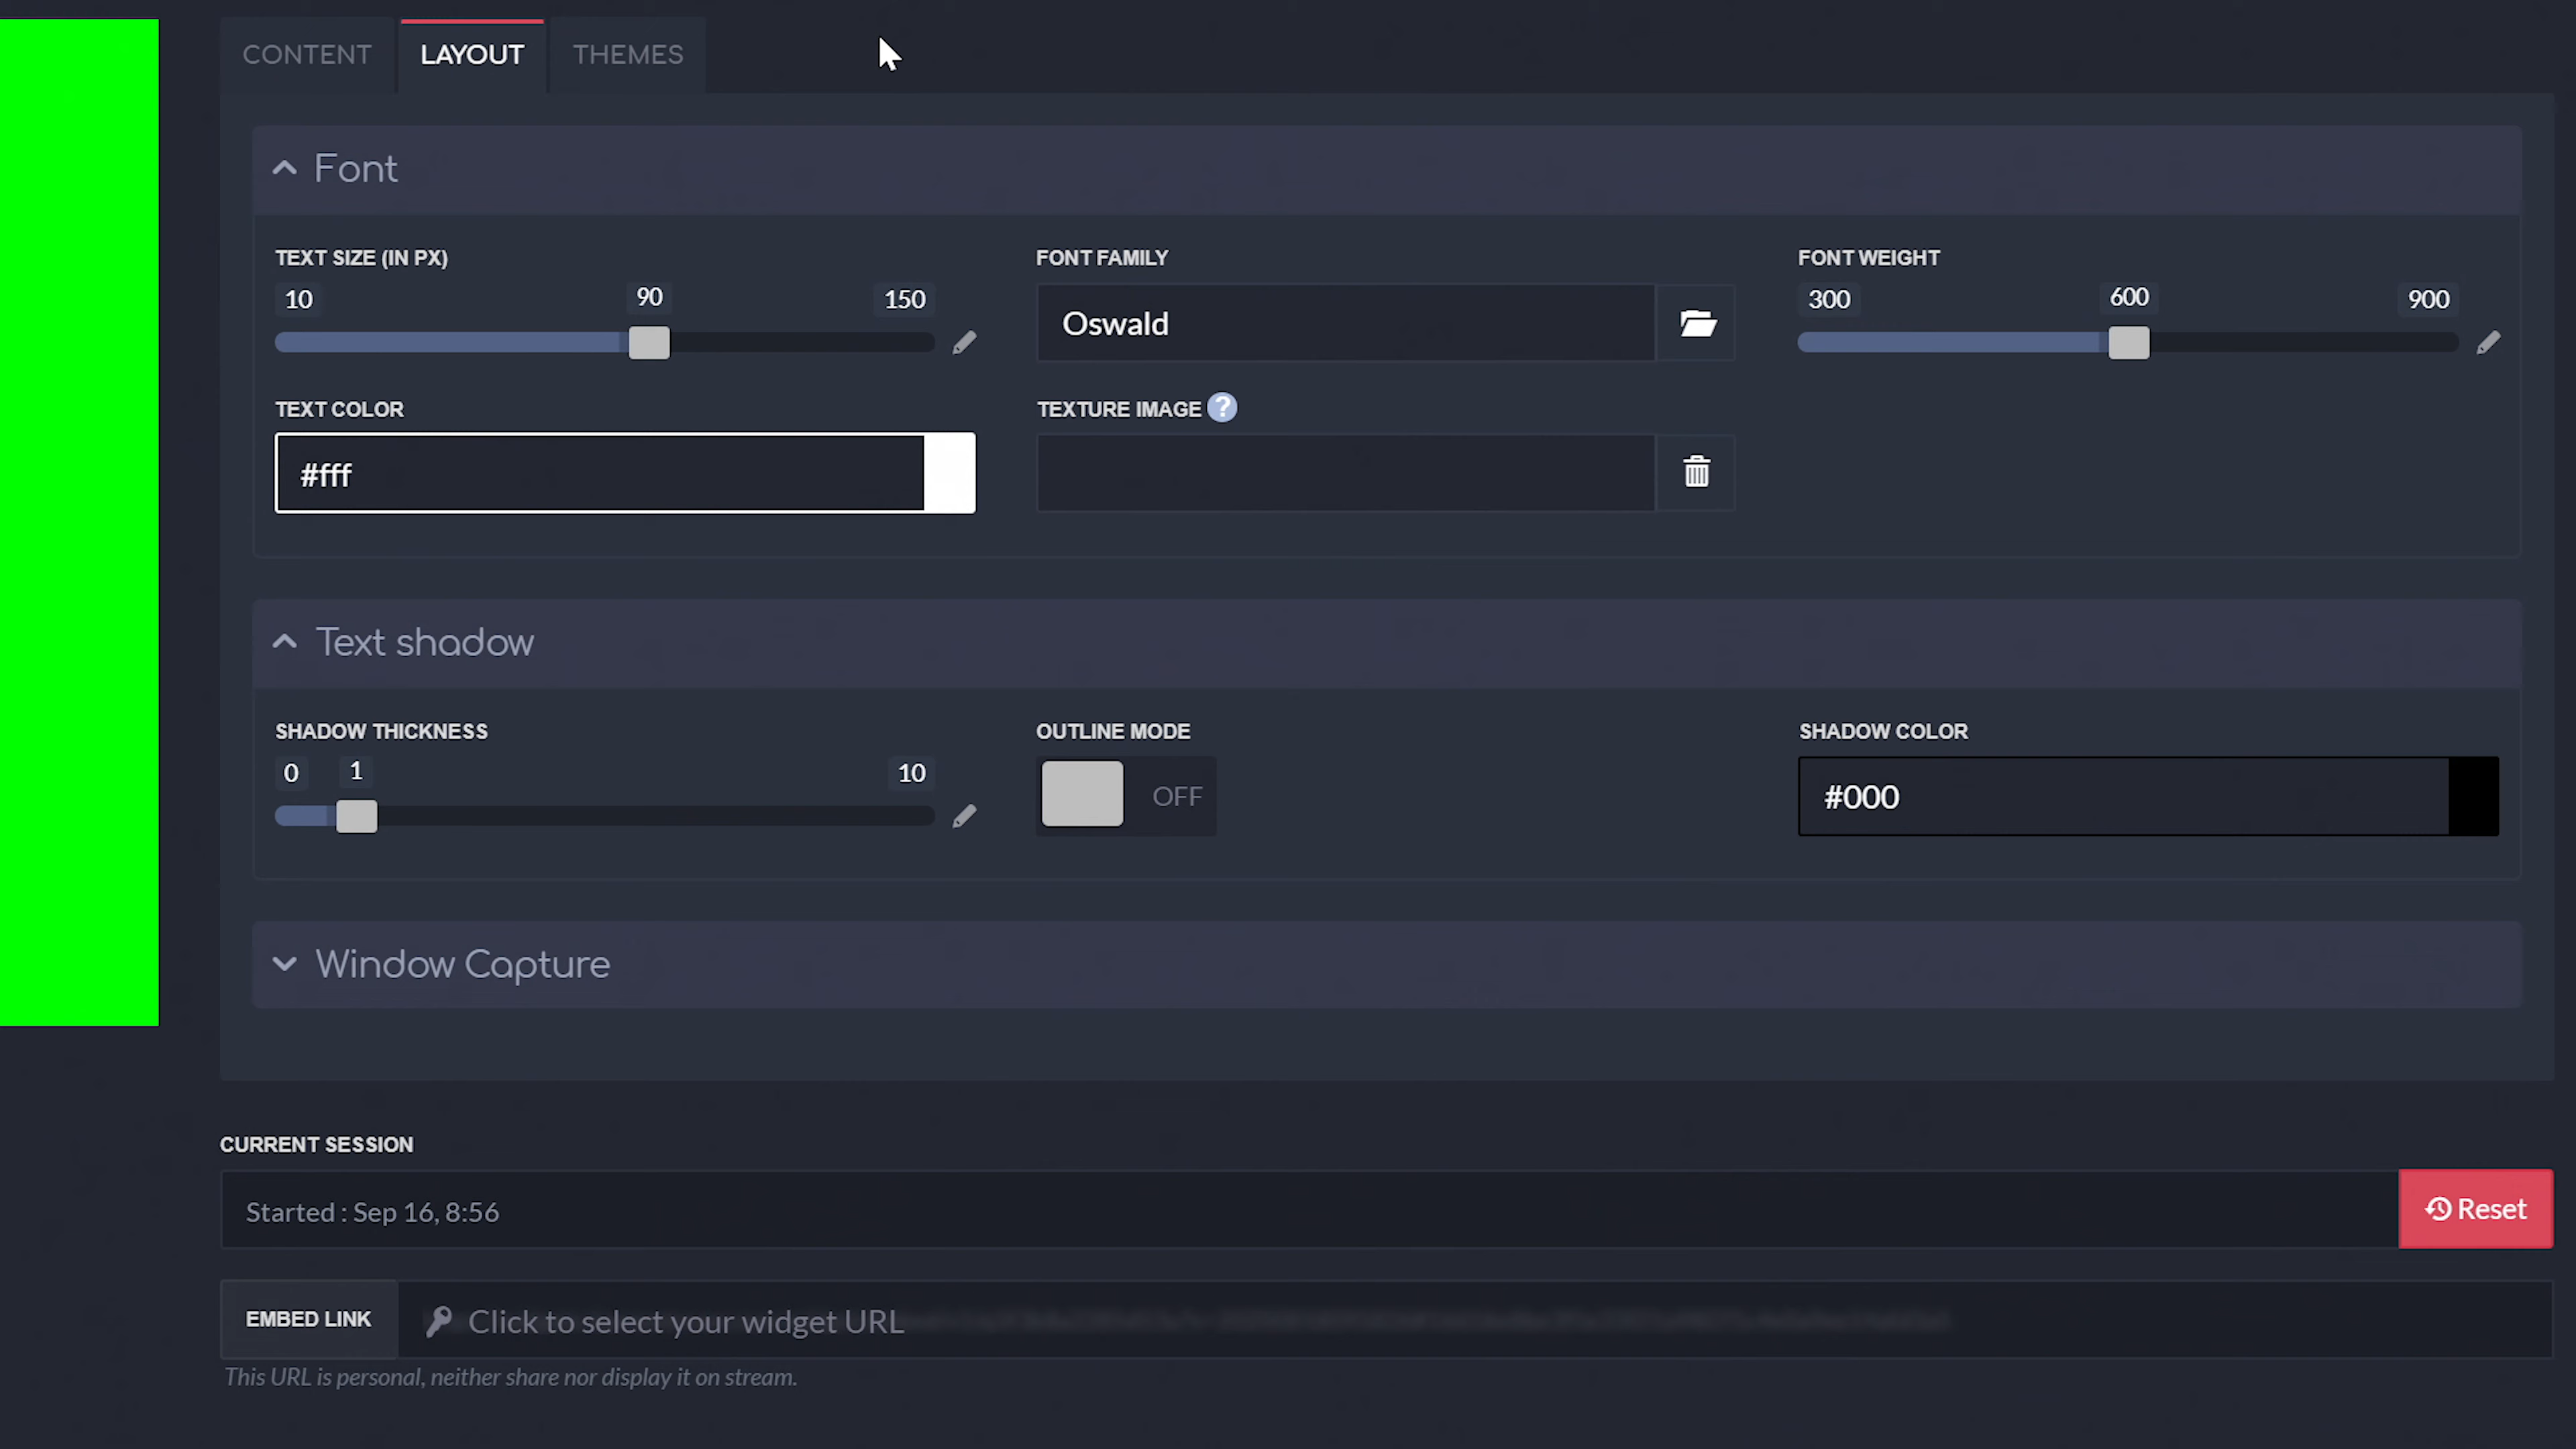 CONTENT LAYOUT THEMES
Font
TEXT SIZE (IN PX) FONT FAMILY FONT WEIGHT
10 90 150 Oswald 300 600 900
TEXT COLOR TEXTURE IMAGE ?
#fff
Text shadow
SHADOW THICKNESS OUTLINE MODE SHADOW COLOR
0 1 10 OFF #000
Window Capture
CURRENT SESSION
Started : Sep 16, 8:56 Reset
EMBED LINK Click to select your widget URL
This URL is personal, neither share nor display it on stream.